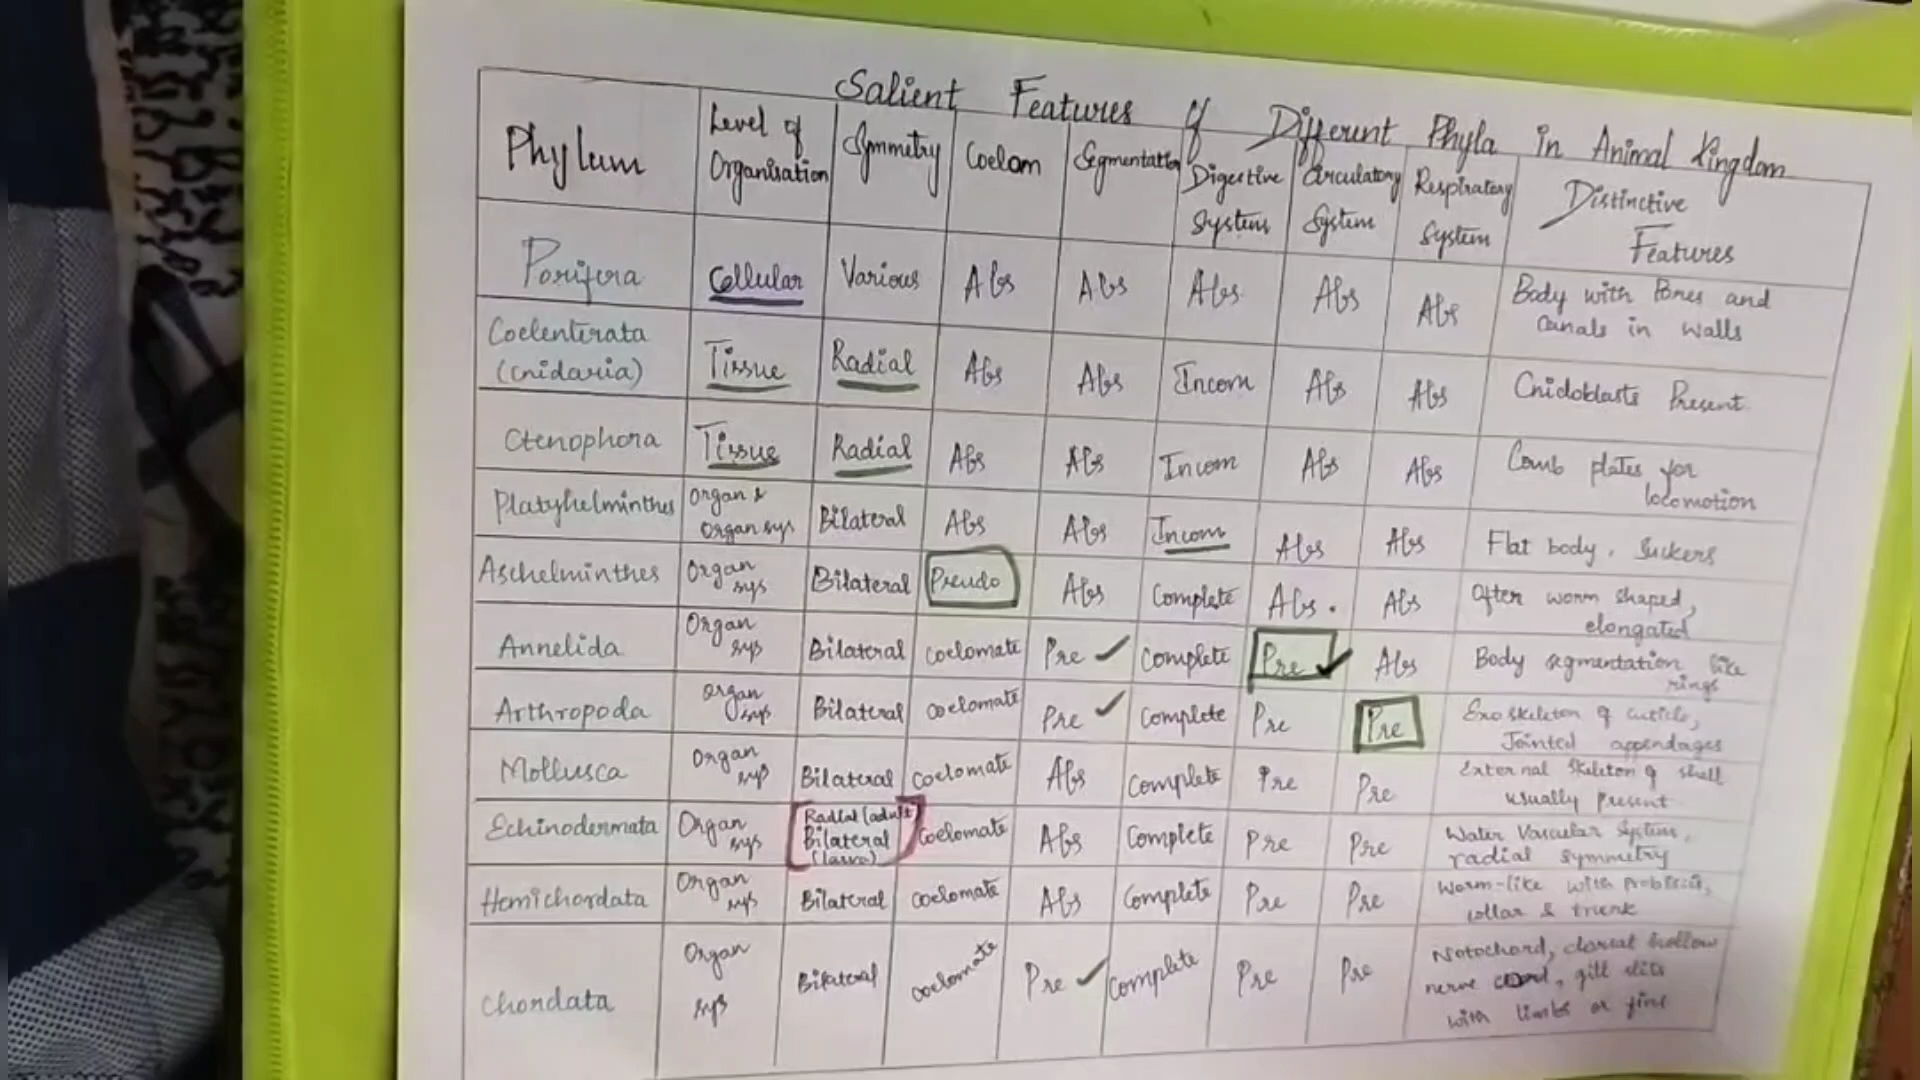 Salient Features of Different Phyla in Animal Kingdom
Phylum
Level of
Organisation
Symmetry
Coelom
Segmentation
Digestive
System
Circulatory
System
Respiratory
System
Distinctive
Features
Porifera
Cellular
Various
Abs
Abs
Abs.
Abs
Abs
Body with Pores and
canals in walls
Coelenterata
(Cnidaria)
Tissue
Radial
Abs
Abs
Incom
Abs
Abs
Cnidoblasts Present
Ctenophora
Tissue
Radial
Abs
Abs
Incom
Abs
Abs
Comb plates for
locomotion
Platyhelminthes
Organ &
Organ sys
Bilateral
Abs
Abs
Incom
Abs
Abs
Flat body, Suckers
Aschelminthes
Organ
sys
Bilateral
Pseudo
Abs
Complete
Abs.
Abs
Often worm shaped,
elongated
Annelida
Organ
sys
Bilateral
Coelomate
Pre ✓
Complete
Pre ✓
Abs
Body segmentation like
rings
Arthropoda
Organ
sys
Bilateral
Coelomate
Pre ✓
Complete
Pre
Pre
Exoskeleton of cuticle,
Jointed appendages
Mollusca
Organ
sys
Bilateral
Coelomate
Abs
Complete
Pre
Pre
External Skeleton of shell
usually present
Echinodermata
Organ
sys
Radial (adult
Bilateral
(larva)
Coelomate
Abs
Complete
Pre
Pre
Water Vascular System,
radial symmetry
Hemichordata
Organ
sys
Bilateral
Coelomate
Abs
Complete
Pre
Pre
Worm-like with probiscis,
collar & trunk
Chondata
Organ
sys
Bilateral
Coelomate
Pre ✓
Complete
Pre
Pre
Notochord, dorsal hollow
nerve cord, gill slits
with limbs or fins